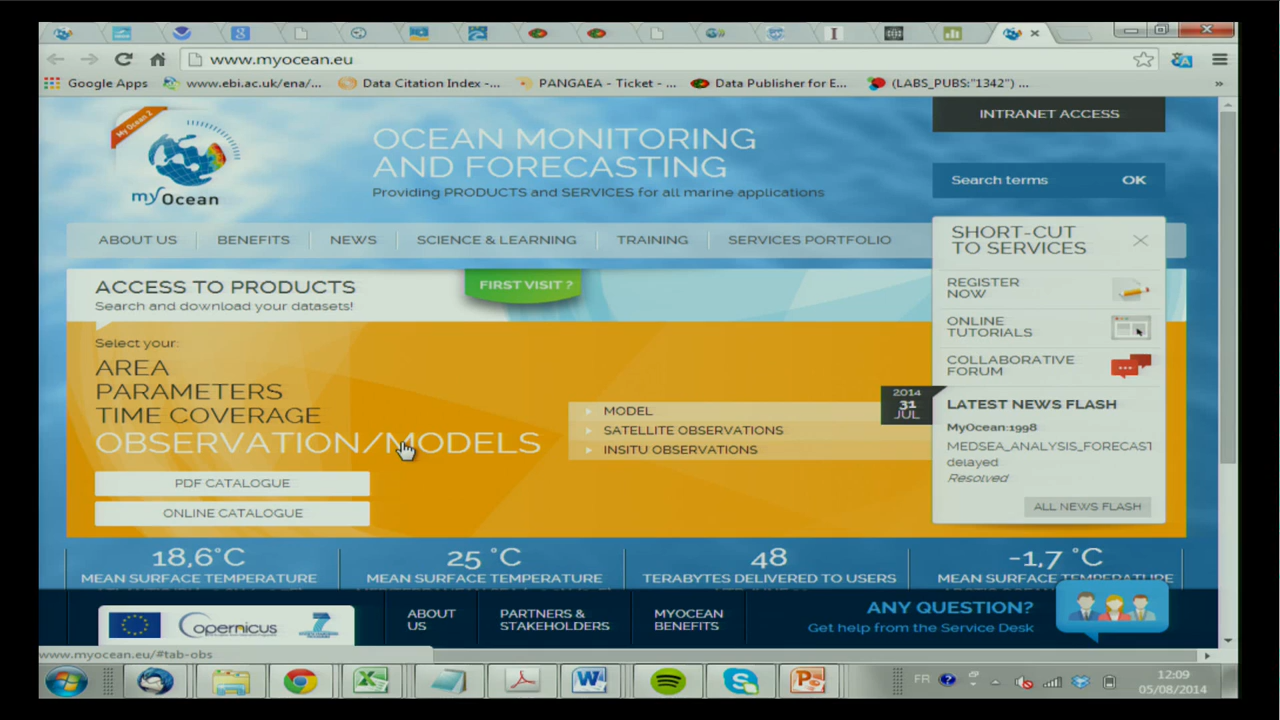 www.myocean.eu
Google Apps
www.ebi.ac.uk/ena/...
Data Citation Index -...
PANGAEA - Ticket - ...
Data Publisher for E...
(LABS_PUBS:"1342") ...
»
My Ocean 2
myOcean
OCEAN MONITORING
AND FORECASTING
Providing PRODUCTS and SERVICES for all marine applications
INTRANET ACCESS
Search terms OK
ABOUT US
BENEFITS
NEWS
SCIENCE & LEARNING
TRAINING
SERVICES PORTFOLIO
SHORT-CUT
TO SERVICES
REGISTER
NOW
ONLINE
TUTORIALS
COLLABORATIVE
FORUM
2014
31
JUL
LATEST NEWS FLASH
MyOcean:1998
MEDSEA_ANALYSIS_FORECAST
delayed
Resolved
ALL NEWS FLASH
ACCESS TO PRODUCTS
Search and download your datasets!
FIRST VISIT ?
Select your:
AREA
PARAMETERS
TIME COVERAGE
OBSERVATION/MODELS
MODEL
SATELLITE OBSERVATIONS
INSITU OBSERVATIONS
PDF CATALOGUE
ONLINE CATALOGUE
18,6°C
MEAN SURFACE TEMPERATURE
25 °C
MEAN SURFACE TEMPERATURE
48
TERABYTES DELIVERED TO USERS
-1,7 °C
MEAN SURFACE TEMPERATURE
Copernicus
7
ABOUT
US
PARTNERS &
STAKEHOLDERS
MYOCEAN
BENEFITS
ANY QUESTION?
Get help from the Service Desk
www.myocean.eu/#tab-obs
FR
12:09
05/08/2014